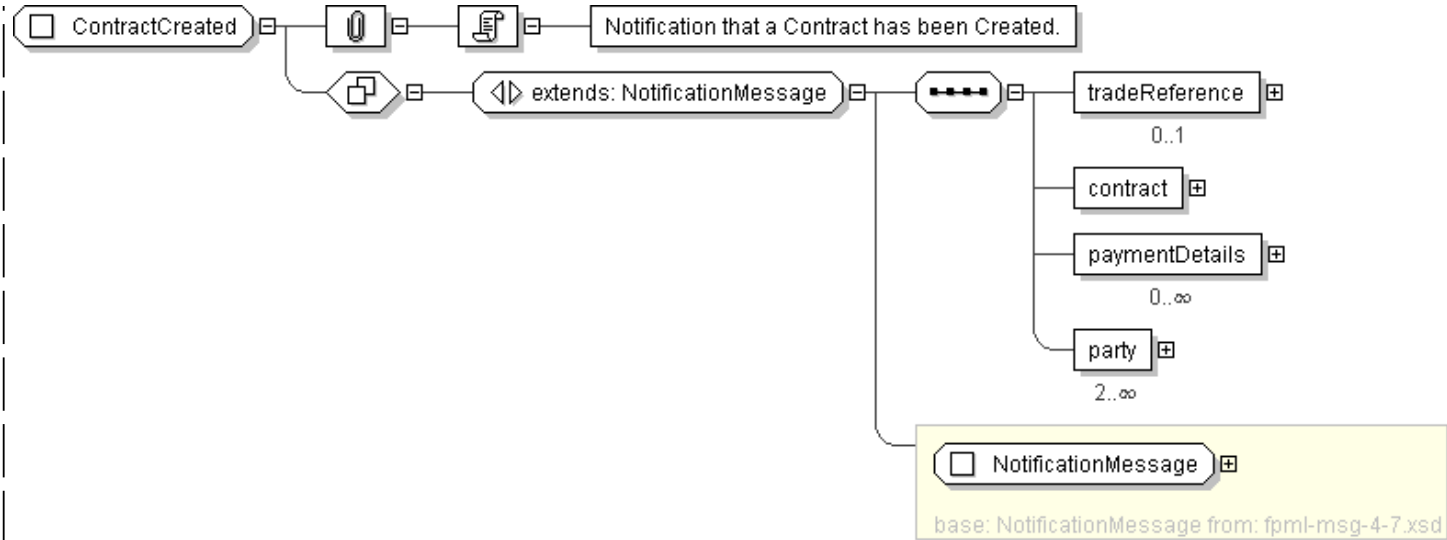 ContractCreated
Notification that a Contract has been Created.
extends: NotificationMessage
tradeReference
0..1
contract
paymentDetails
0..∞
party
2..∞
NotificationMessage
base: NotificationMessage from: fpml-msg-4-7.xsd